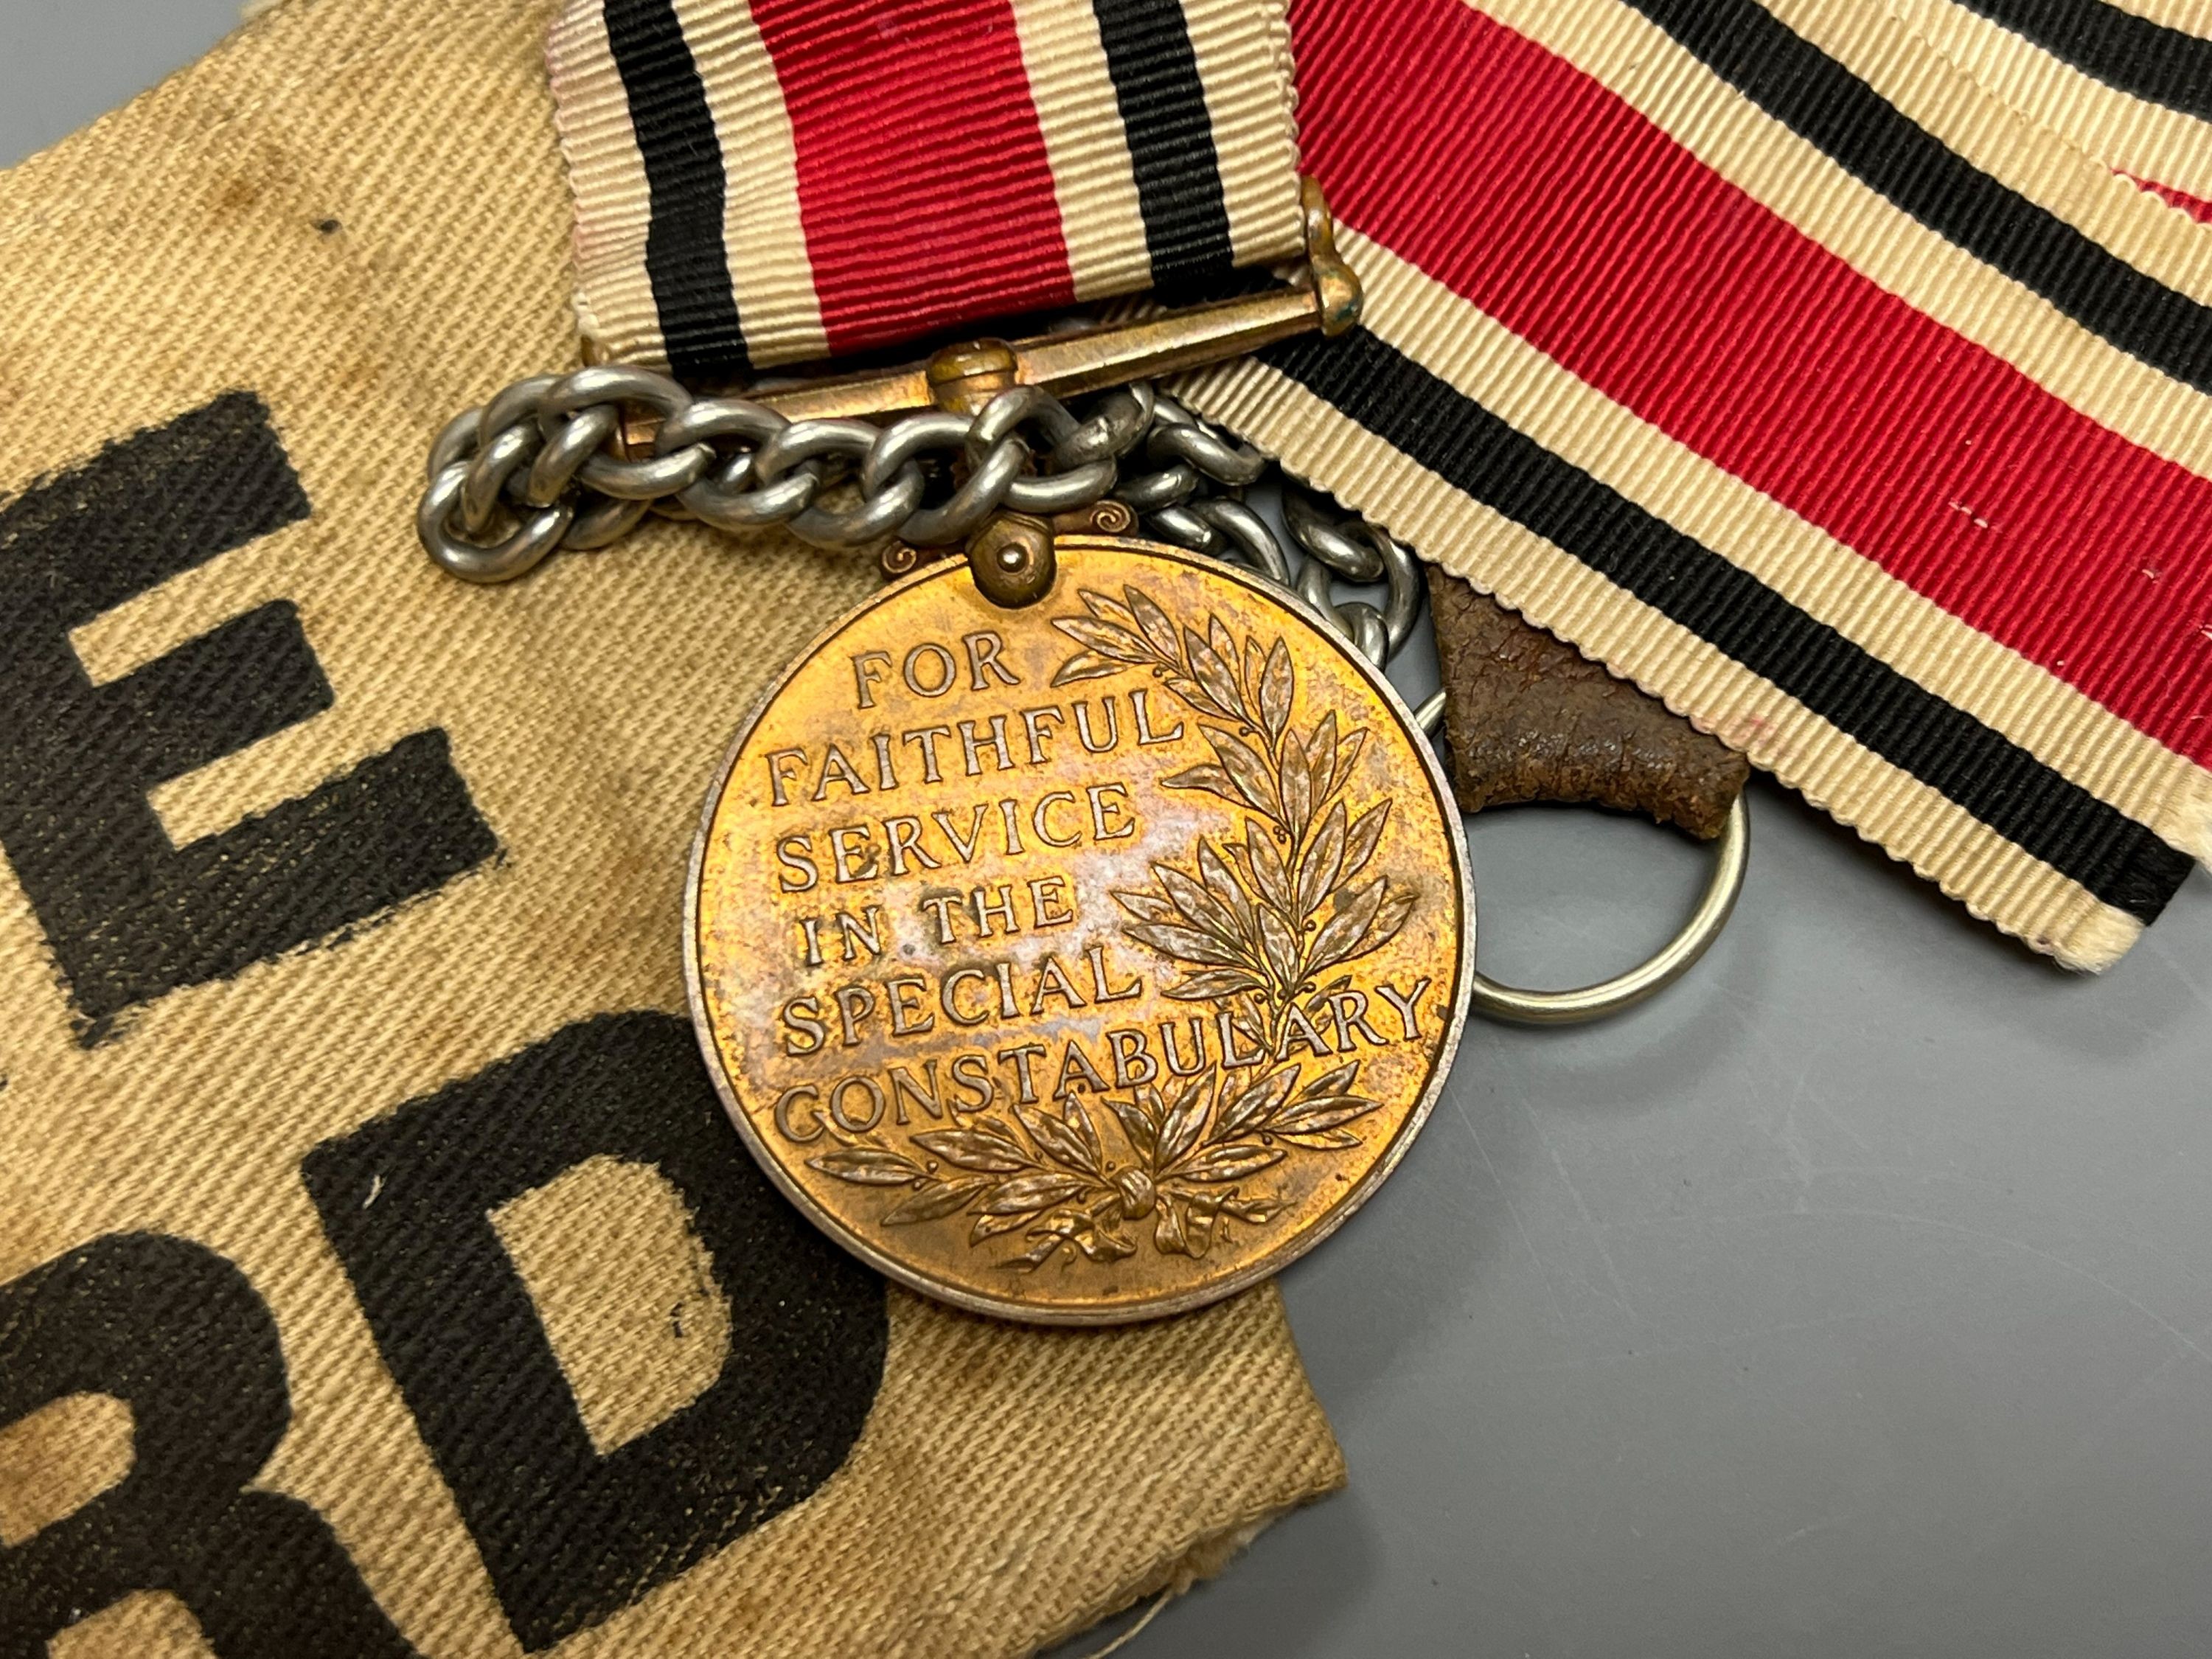 E
RD
FOR
FAITHFUL
SERVICE
IN THE
SPECIAL
CONSTABULARY